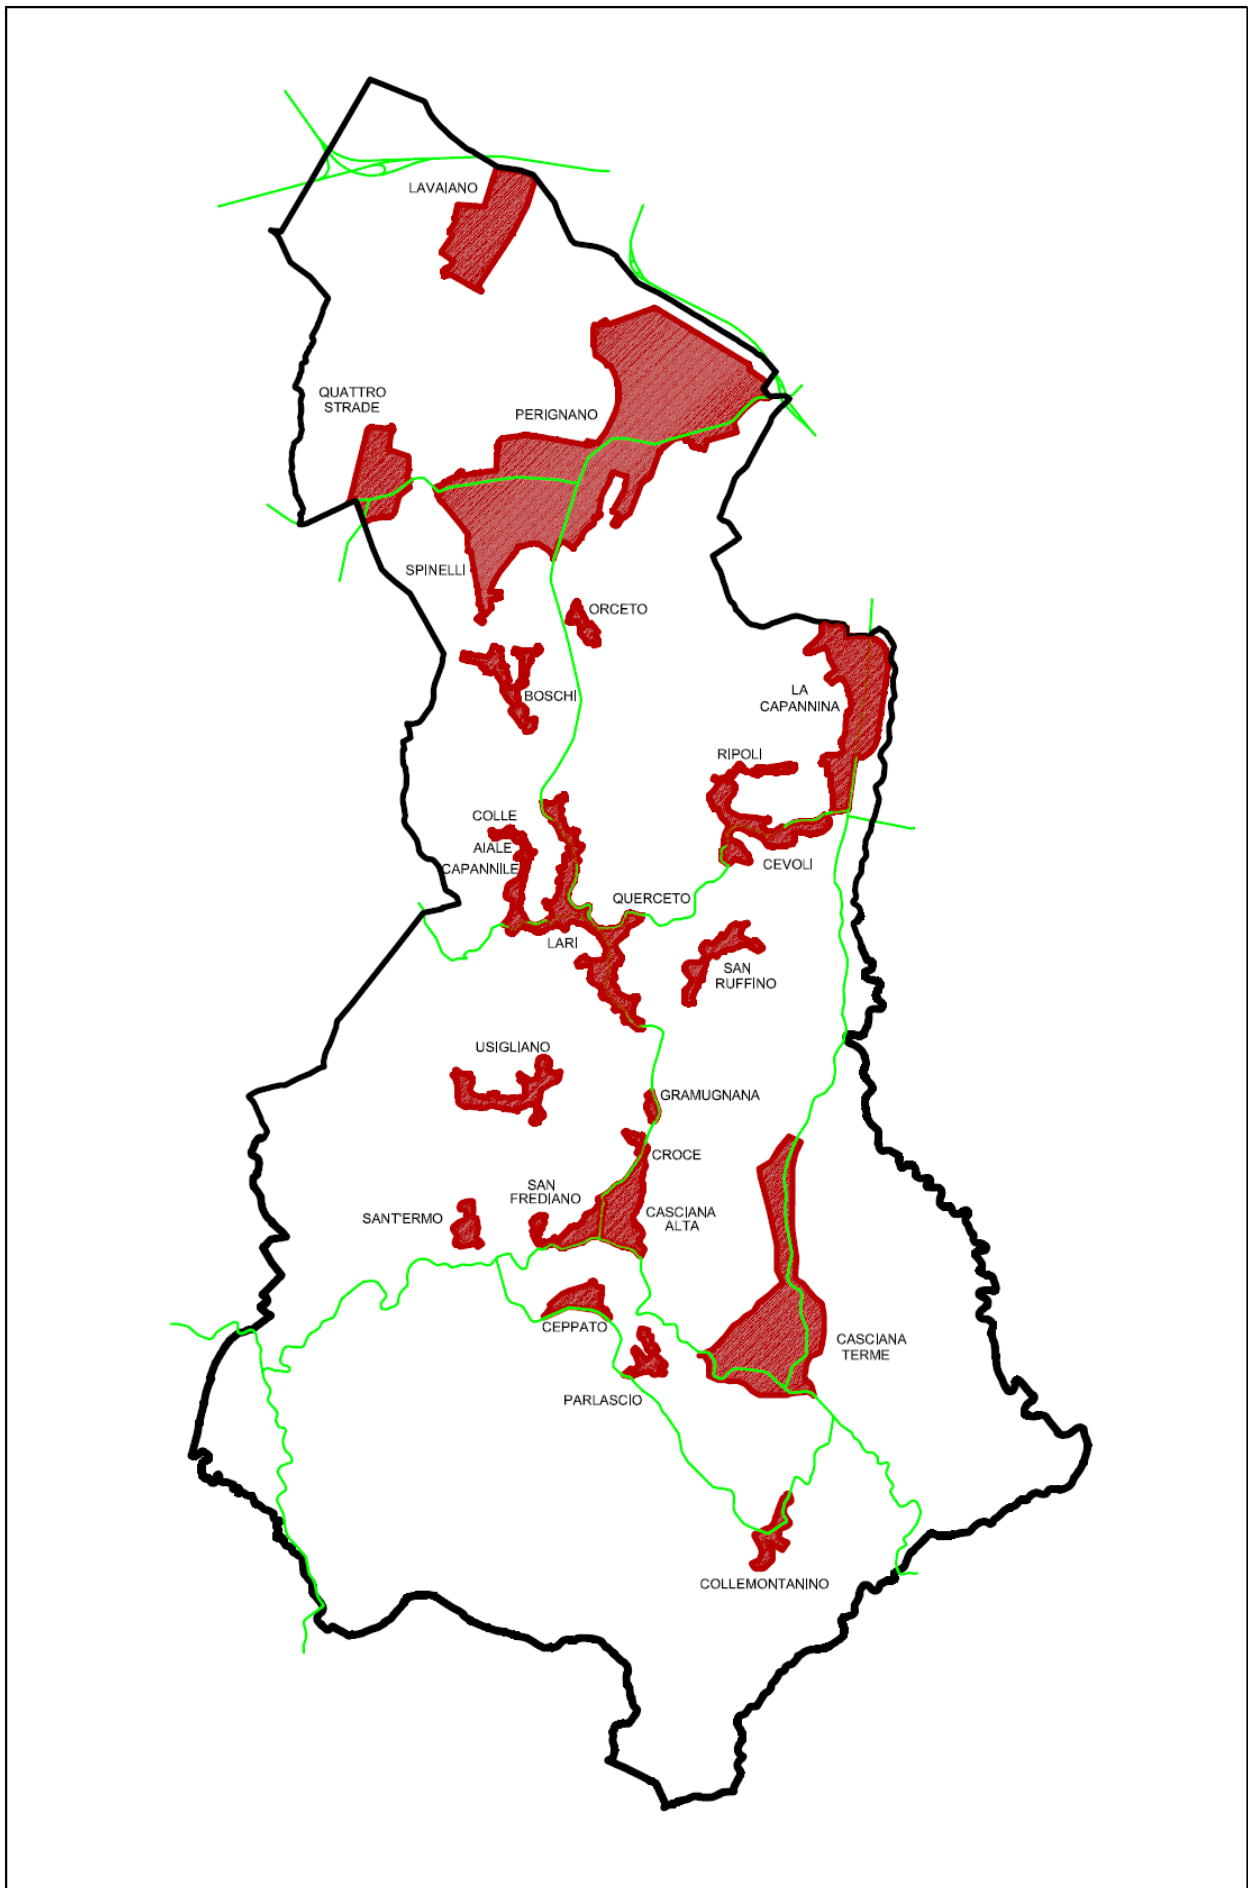 LAVAIANO
QUATTRO
STRADE
PERIGNANO
SPINELLI
ORCETO
BOSCHI
LA
CAPANNINA
RIPOLI
COLLE
AIALE
CAPANNILE
CEVOLI
QUERCETO
LARI
SAN
RUFFINO
USIGLIANO
GRAMUGNANA
CROCE
SAN
FREDIANO
SANT'ERMO
CASCIANA
ALTA
CEPPATO
CASCIANA
TERME
PARLASCIO
COLLEMONTANINO